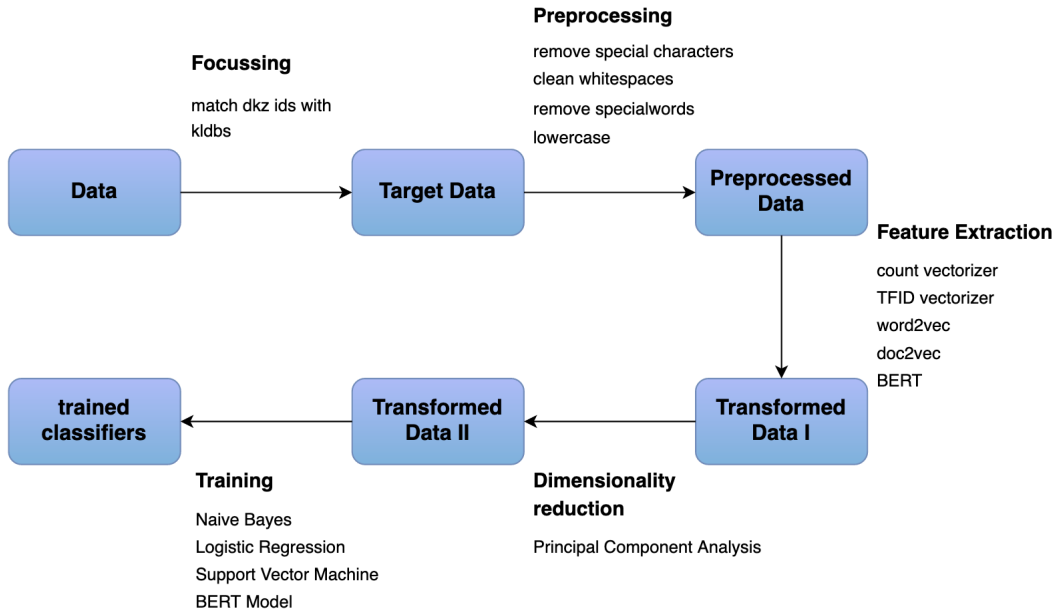 Preprocessing
remove special characters
clean whitespaces
remove specialwords
lowercase
Focussing
match dkz ids with
kldbs
Data
Target Data
Preprocessed
Data
Feature Extraction
count vectorizer
TFID vectorizer
word2vec
doc2vec
BERT
Transformed
Data I
Dimensionality
reduction
Principal Component Analysis
Transformed
Data II
Training
Naive Bayes
Logistic Regression
Support Vector Machine
BERT Model
trained
classifiers